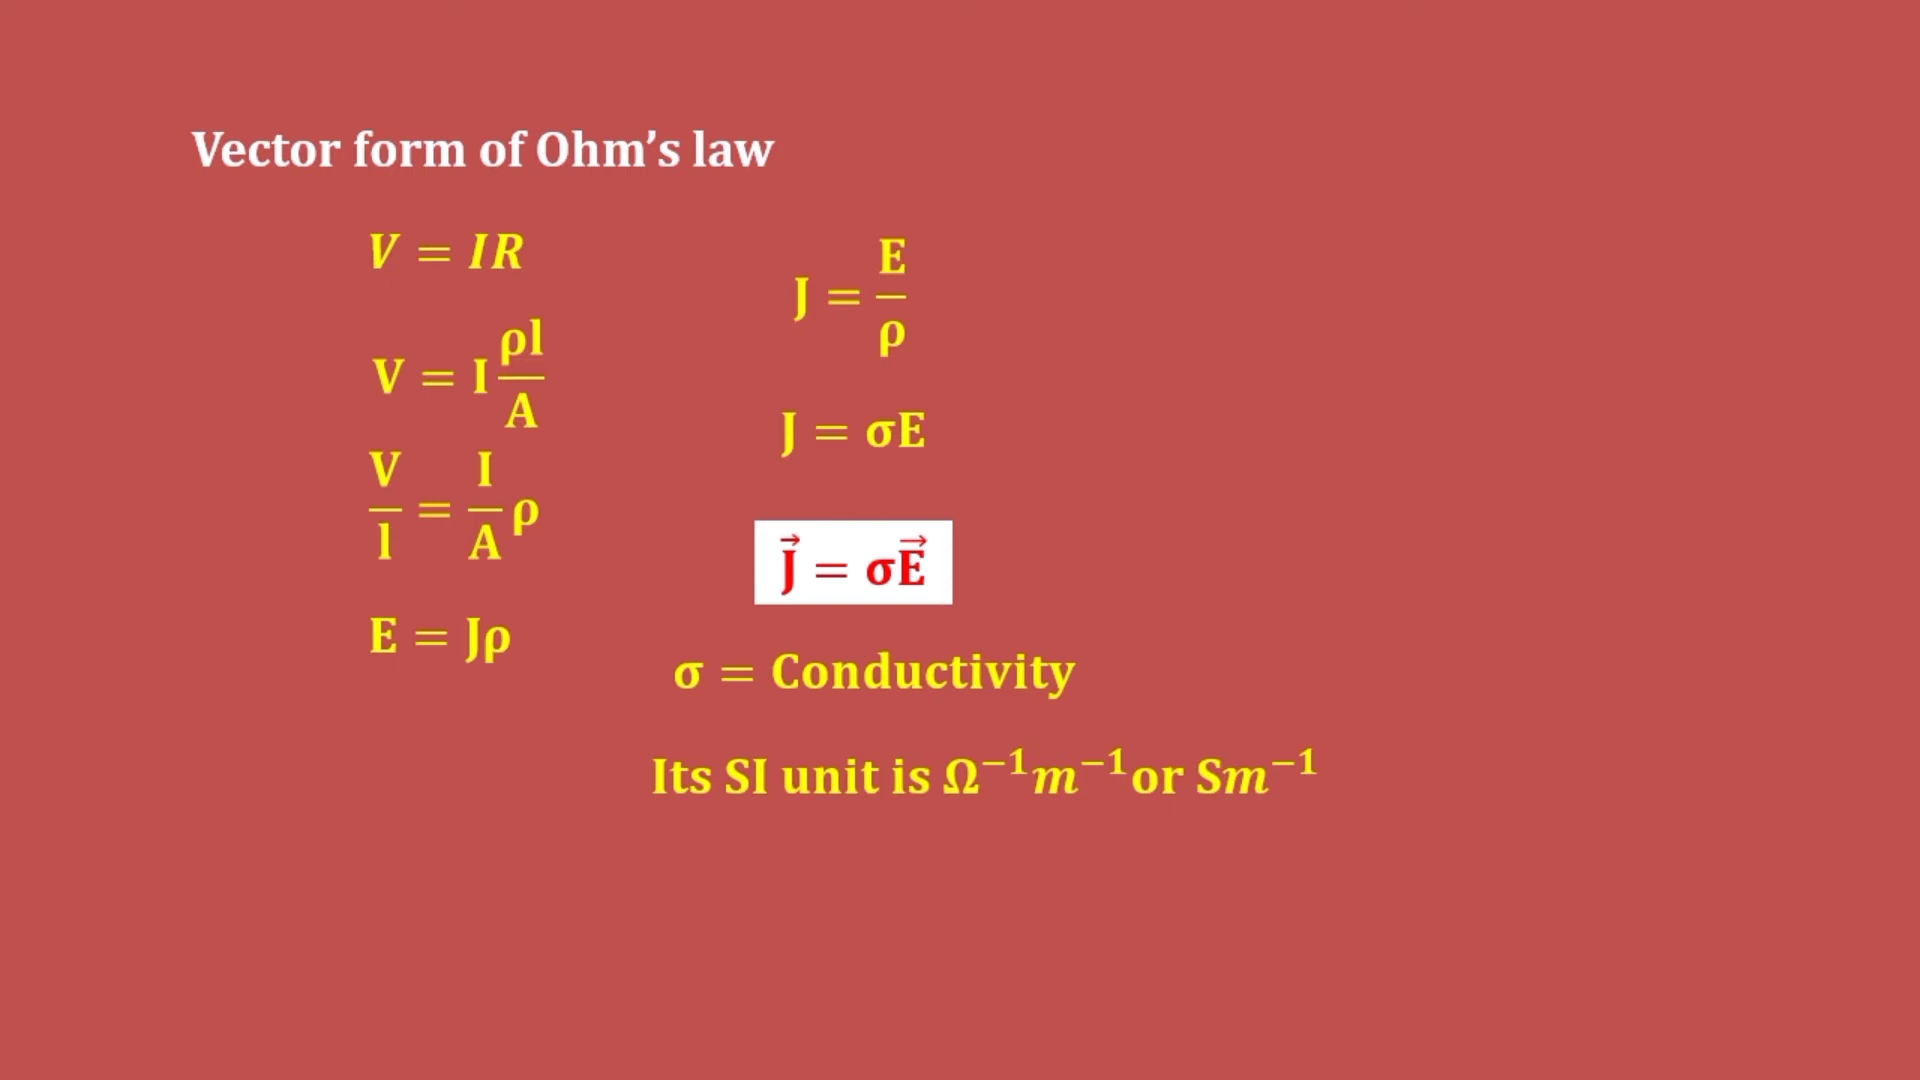 Vector form of Ohm’s law
V = IR
V = I ρl/A
V/l = I/A ρ
E = Jρ
J = E/ρ
J = σE
J⃗ = σE⃗
σ = Conductivity
Its SI unit is Ω⁻¹m⁻¹or Sm⁻¹